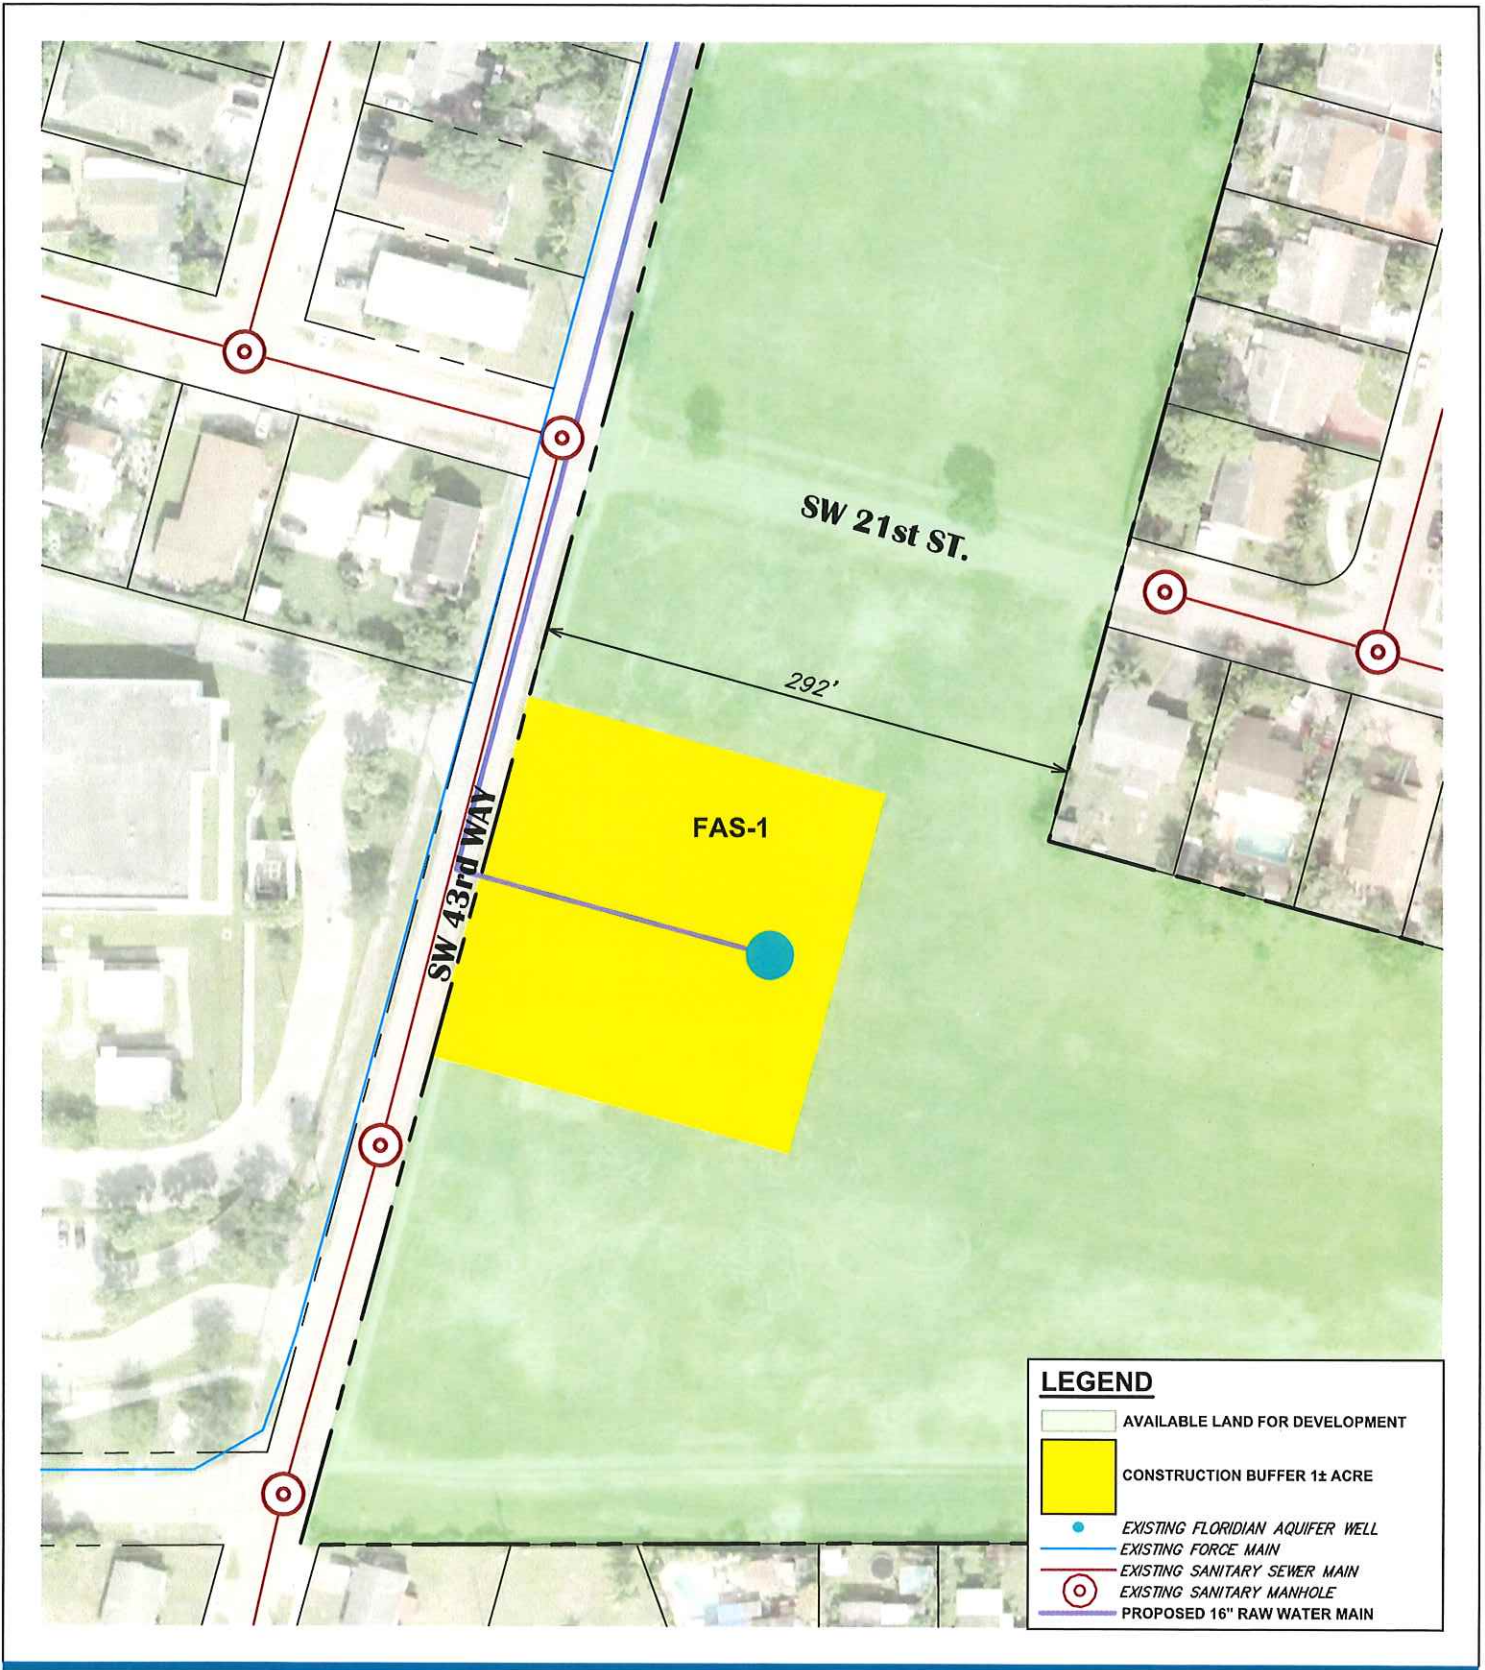 SW 21st ST.
292'
FAS-1
SW 43rd WAY
LEGEND
AVAILABLE LAND FOR DEVELOPMENT
CONSTRUCTION BUFFER 1± ACRE
EXISTING FLORIDIAN AQUIFER WELL
EXISTING FORCE MAIN
EXISTING SANITARY SEWER MAIN
EXISTING SANITARY MANHOLE
PROPOSED 16" RAW WATER MAIN